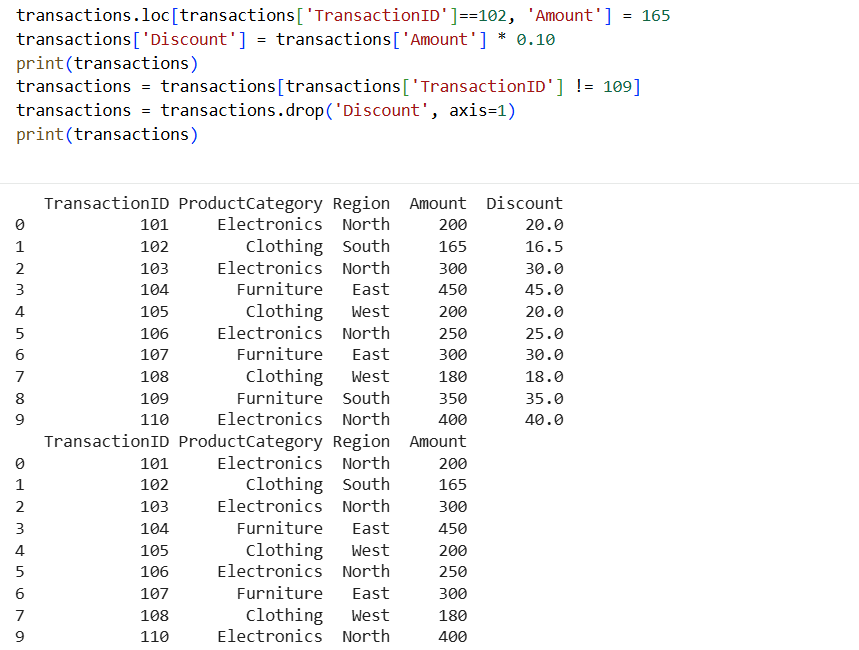 transactions.loc[transactions['TransactionID']==102, 'Amount'] = 165
transactions['Discount'] = transactions['Amount'] * 0.10
print(transactions)
transactions = transactions[transactions['TransactionID'] != 109]
transactions = transactions.drop('Discount', axis=1)
print(transactions)
   TransactionID ProductCategory Region  Amount  Discount
0            101     Electronics  North     200      20.0
1            102        Clothing  South     165      16.5
2            103     Electronics  North     300      30.0
3            104       Furniture   East     450      45.0
4            105        Clothing   West     200      20.0
5            106     Electronics  North     250      25.0
6            107       Furniture   East     300      30.0
7            108        Clothing   West     180      18.0
8            109       Furniture  South     350      35.0
9            110     Electronics  North     400      40.0
   TransactionID ProductCategory Region  Amount
0            101     Electronics  North     200
1            102        Clothing  South     165
2            103     Electronics  North     300
3            104       Furniture   East     450
4            105        Clothing   West     200
5            106     Electronics  North     250
6            107       Furniture   East     300
7            108        Clothing   West     180
9            110     Electronics  North     400